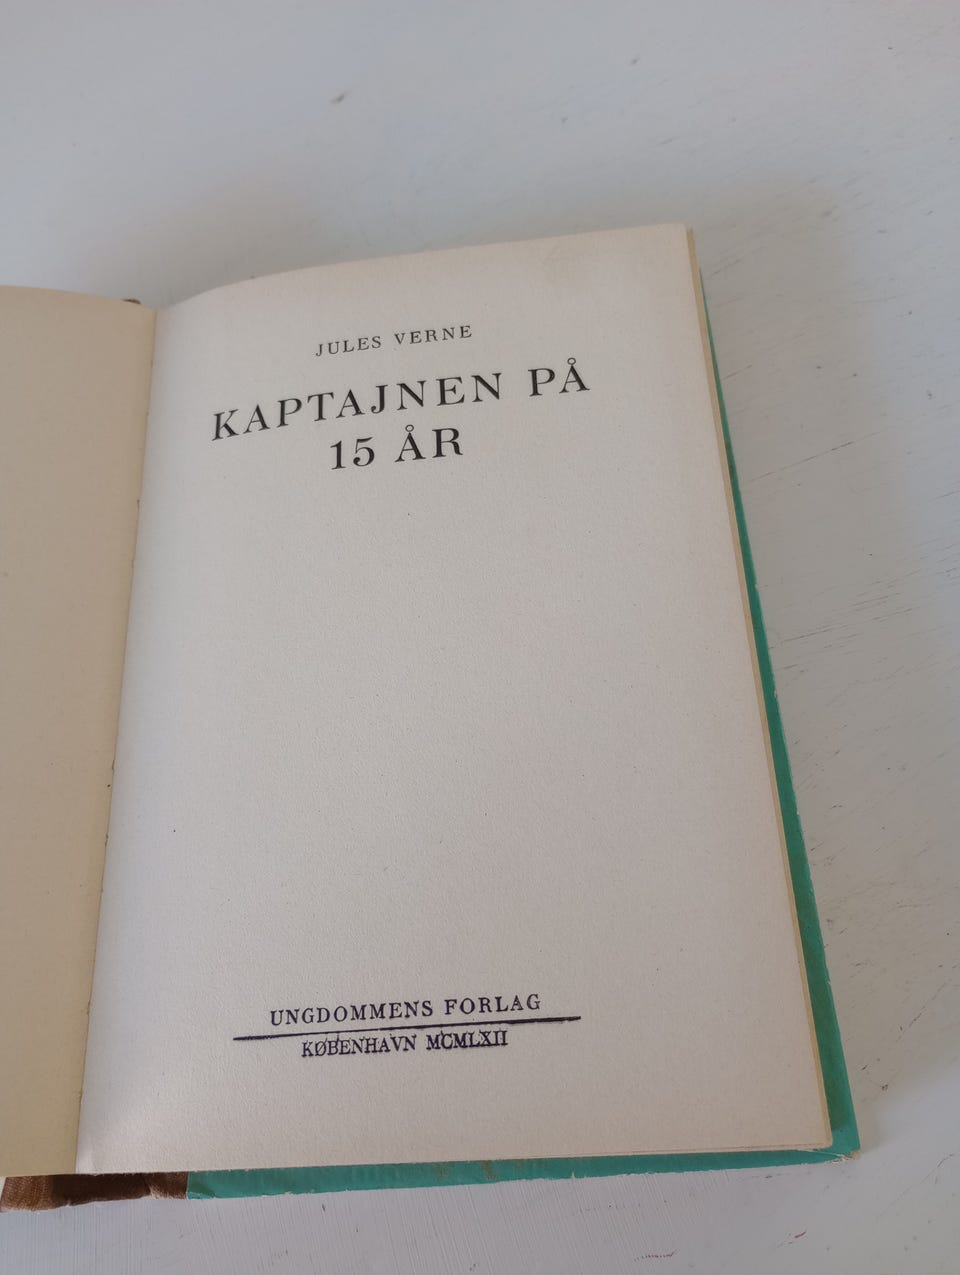 JULES VERNE
KAPTAJNEN PÅ
15 ÅR
UNGDOMMENS FORLAG
KØBENHAVN MCMLXII